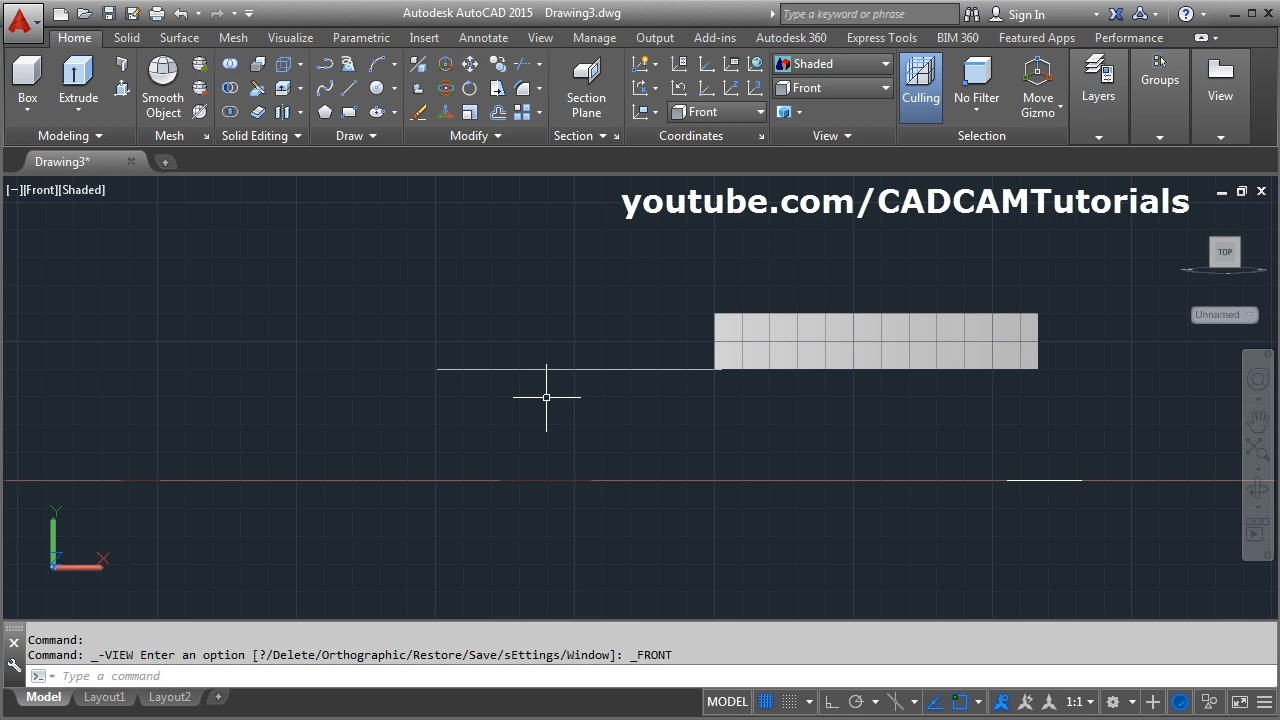 Autodesk AutoCAD 2015 Drawing3.dwg
Type a keyword or phrase
Sign In
Home Solid Surface Mesh Visualize Parametric Insert Annotate View Manage Output Add-ins Autodesk 360 Express Tools BIM 360 Featured Apps Performance
Box
Extrude
Smooth
Object
Section
Plane
Front
Shaded
Front
Culling
No Filter
Move
Gizmo
Layers
Groups
View
Modeling
Mesh
Solid Editing
Draw
Modify
Section
Coordinates
View
Selection
Drawing3*
[−][Front][Shaded]
youtube.com/CADCAMTutorials
TOP
Unnamed
Y
X
Z
Command:
Command: _-VIEW Enter an option [?/Delete/Orthographic/Restore/Save/sEttings/Window]: _FRONT
Type a command
Model Layout1 Layout2
MODEL
1:1